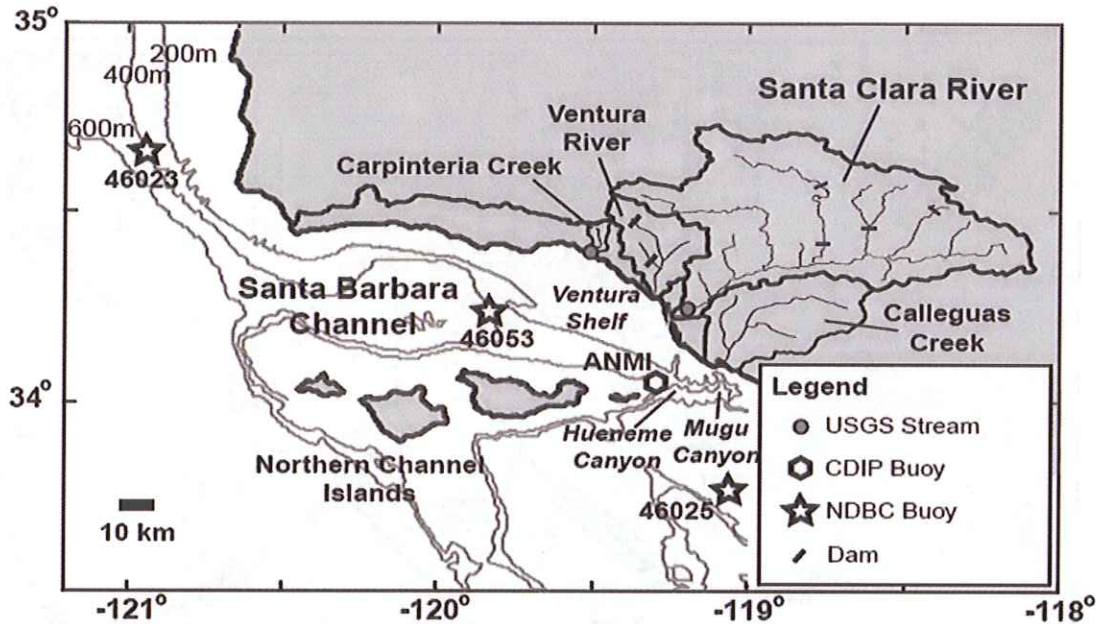 35°
200m
400m
600m
46023
Santa Clara River
Ventura
River
Carpinteria Creek
Santa Barbara
Channel
46053
Ventura
Shelf
Calleguas
Creek
ANMI
34°
Hueneme
Canyon
Mugu
Canyon
Northern Channel
Islands
46025
10 km
Legend
USGS Stream
CDIP Buoy
NDBC Buoy
Dam
-121°
-120°
-119°
-118°